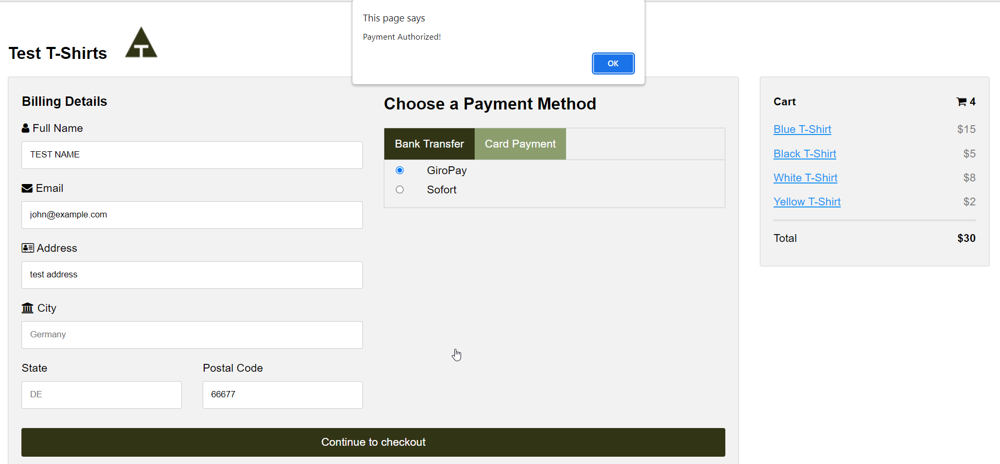 This page says
Payment Authorized!
OK
Test T-Shirts
T
Billing Details
Full Name
TEST NAME
Email
john@example.com
Address
test address
City
Germany
State
Postal Code
DE
66677
Choose a Payment Method
Bank Transfer
Card Payment
GiroPay
Sofort
Continue to checkout
Cart
4
Blue T-Shirt $15
Black T-Shirt $5
White T-Shirt $8
Yellow T-Shirt $2
Total $30